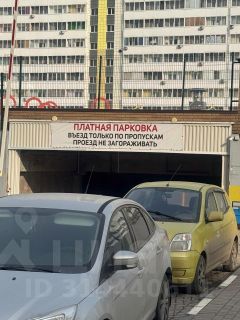 ПЛАТНАЯ ПАРКОВКА
ВЪЕЗД ТОЛЬКО ПО ПРОПУСКАМ
ПРОЕЗД НЕ ЗАГОРАЖИВАТЬ